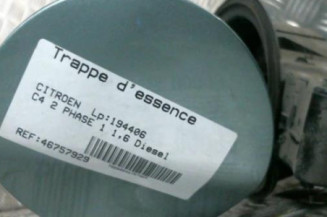 Trappe d'essence
CITROEN Lp:194406
C4 2 PHASE 1 1.6 Diesel
REF:46757929